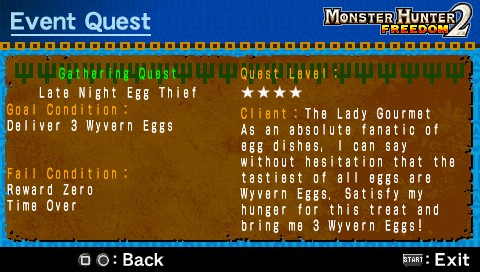 Event Quest
MONSTER HUNTER
FREEDOM 2
Gathering Quest
Late Night Egg Thief
Goal Condition:
Deliver 3 Wyvern Eggs
Fail Condition:
Reward Zero
Time Over
Quest Level:
★★★★
Client: The Lady Gourmet
As an absolute fanatic of
egg dishes, I can say
without hesitation that the
tastiest of all eggs are
Wyvern Eggs. Satisfy my
hunger for this treat and
bring me 3 Wyvern Eggs!
□○: Back
START: Exit